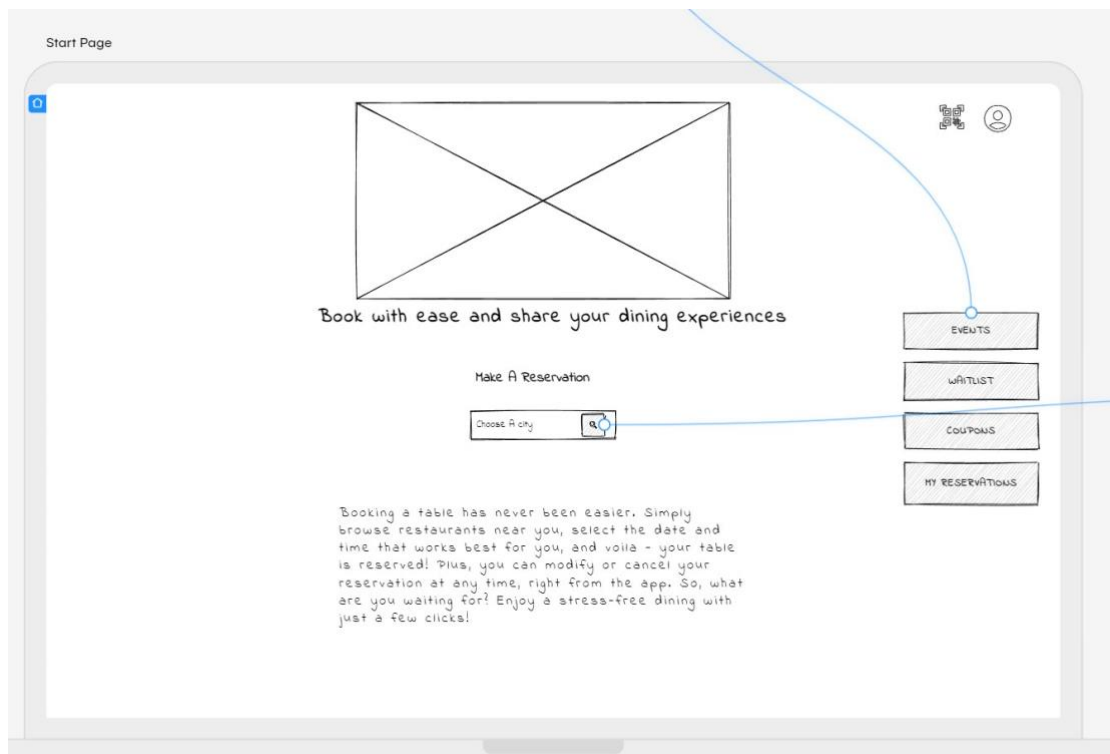 Start Page
Book with ease and share your dining experiences
Make A Reservation
Choose A city
EVENTS
WAITLIST
COUPONS
MY RESERVATIONS
Booking a table has never been easier. Simply
browse restaurants near you, select the date and
time that works best for you, and voila - your table
is reserved! Plus, you can modify or cancel your
reservation at any time, right from the app. So, what
are you waiting for? Enjoy a stress-free dining with
just a few clicks!